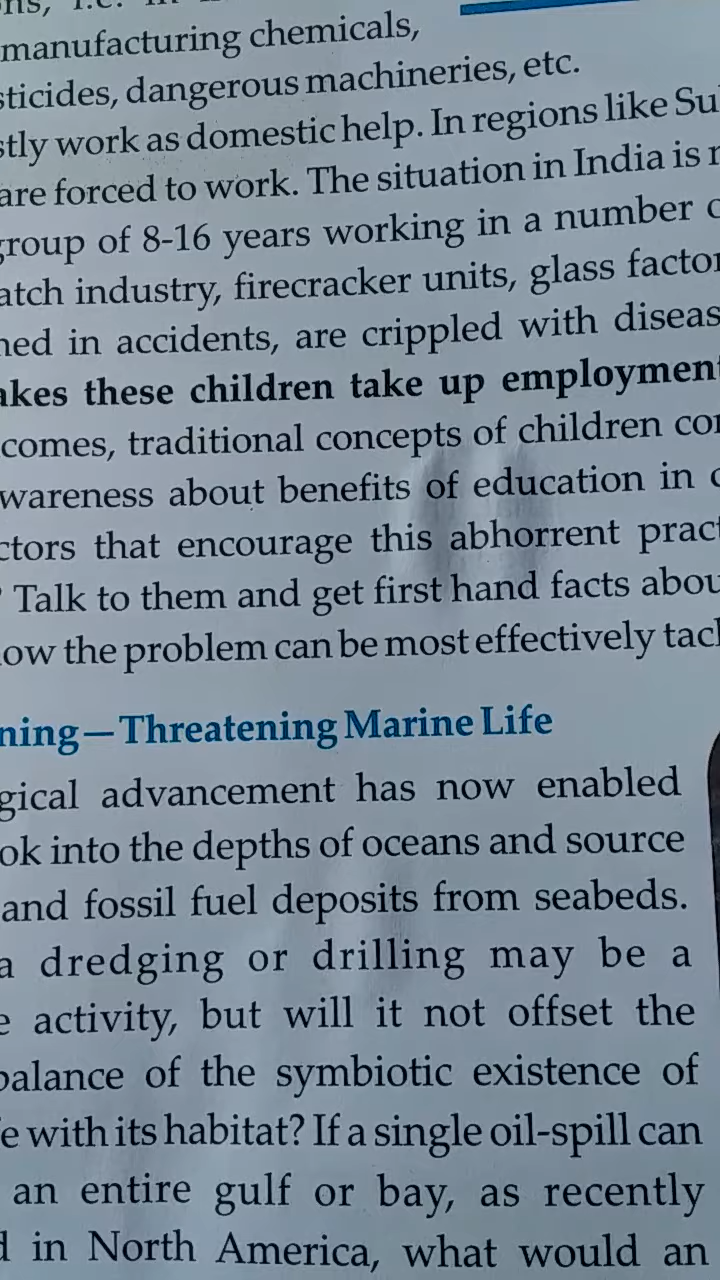 manufacturing chemicals,
sticides, dangerous machineries, etc.
stly work as domestic help. In regions like Su
are forced to work. The situation in India is
group of 8-16 years working in a number
atch industry, firecracker units, glass factor
ned in accidents, are crippled with diseas
akes these children take up employment
comes, traditional concepts of children con
wareness about benefits of education in
ctors that encourage this abhorrent pract
Talk to them and get first hand facts abou
ow the problem can be most effectively tack
ning—Threatening Marine Life
gical advancement has now enabled
ok into the depths of oceans and source
and fossil fuel deposits from seabeds.
a dredging or drilling may be a
e activity, but will it not offset the
balance of the symbiotic existence of
e with its habitat? If a single oil-spill can
an entire gulf or bay, as recently
d in North America, what would an